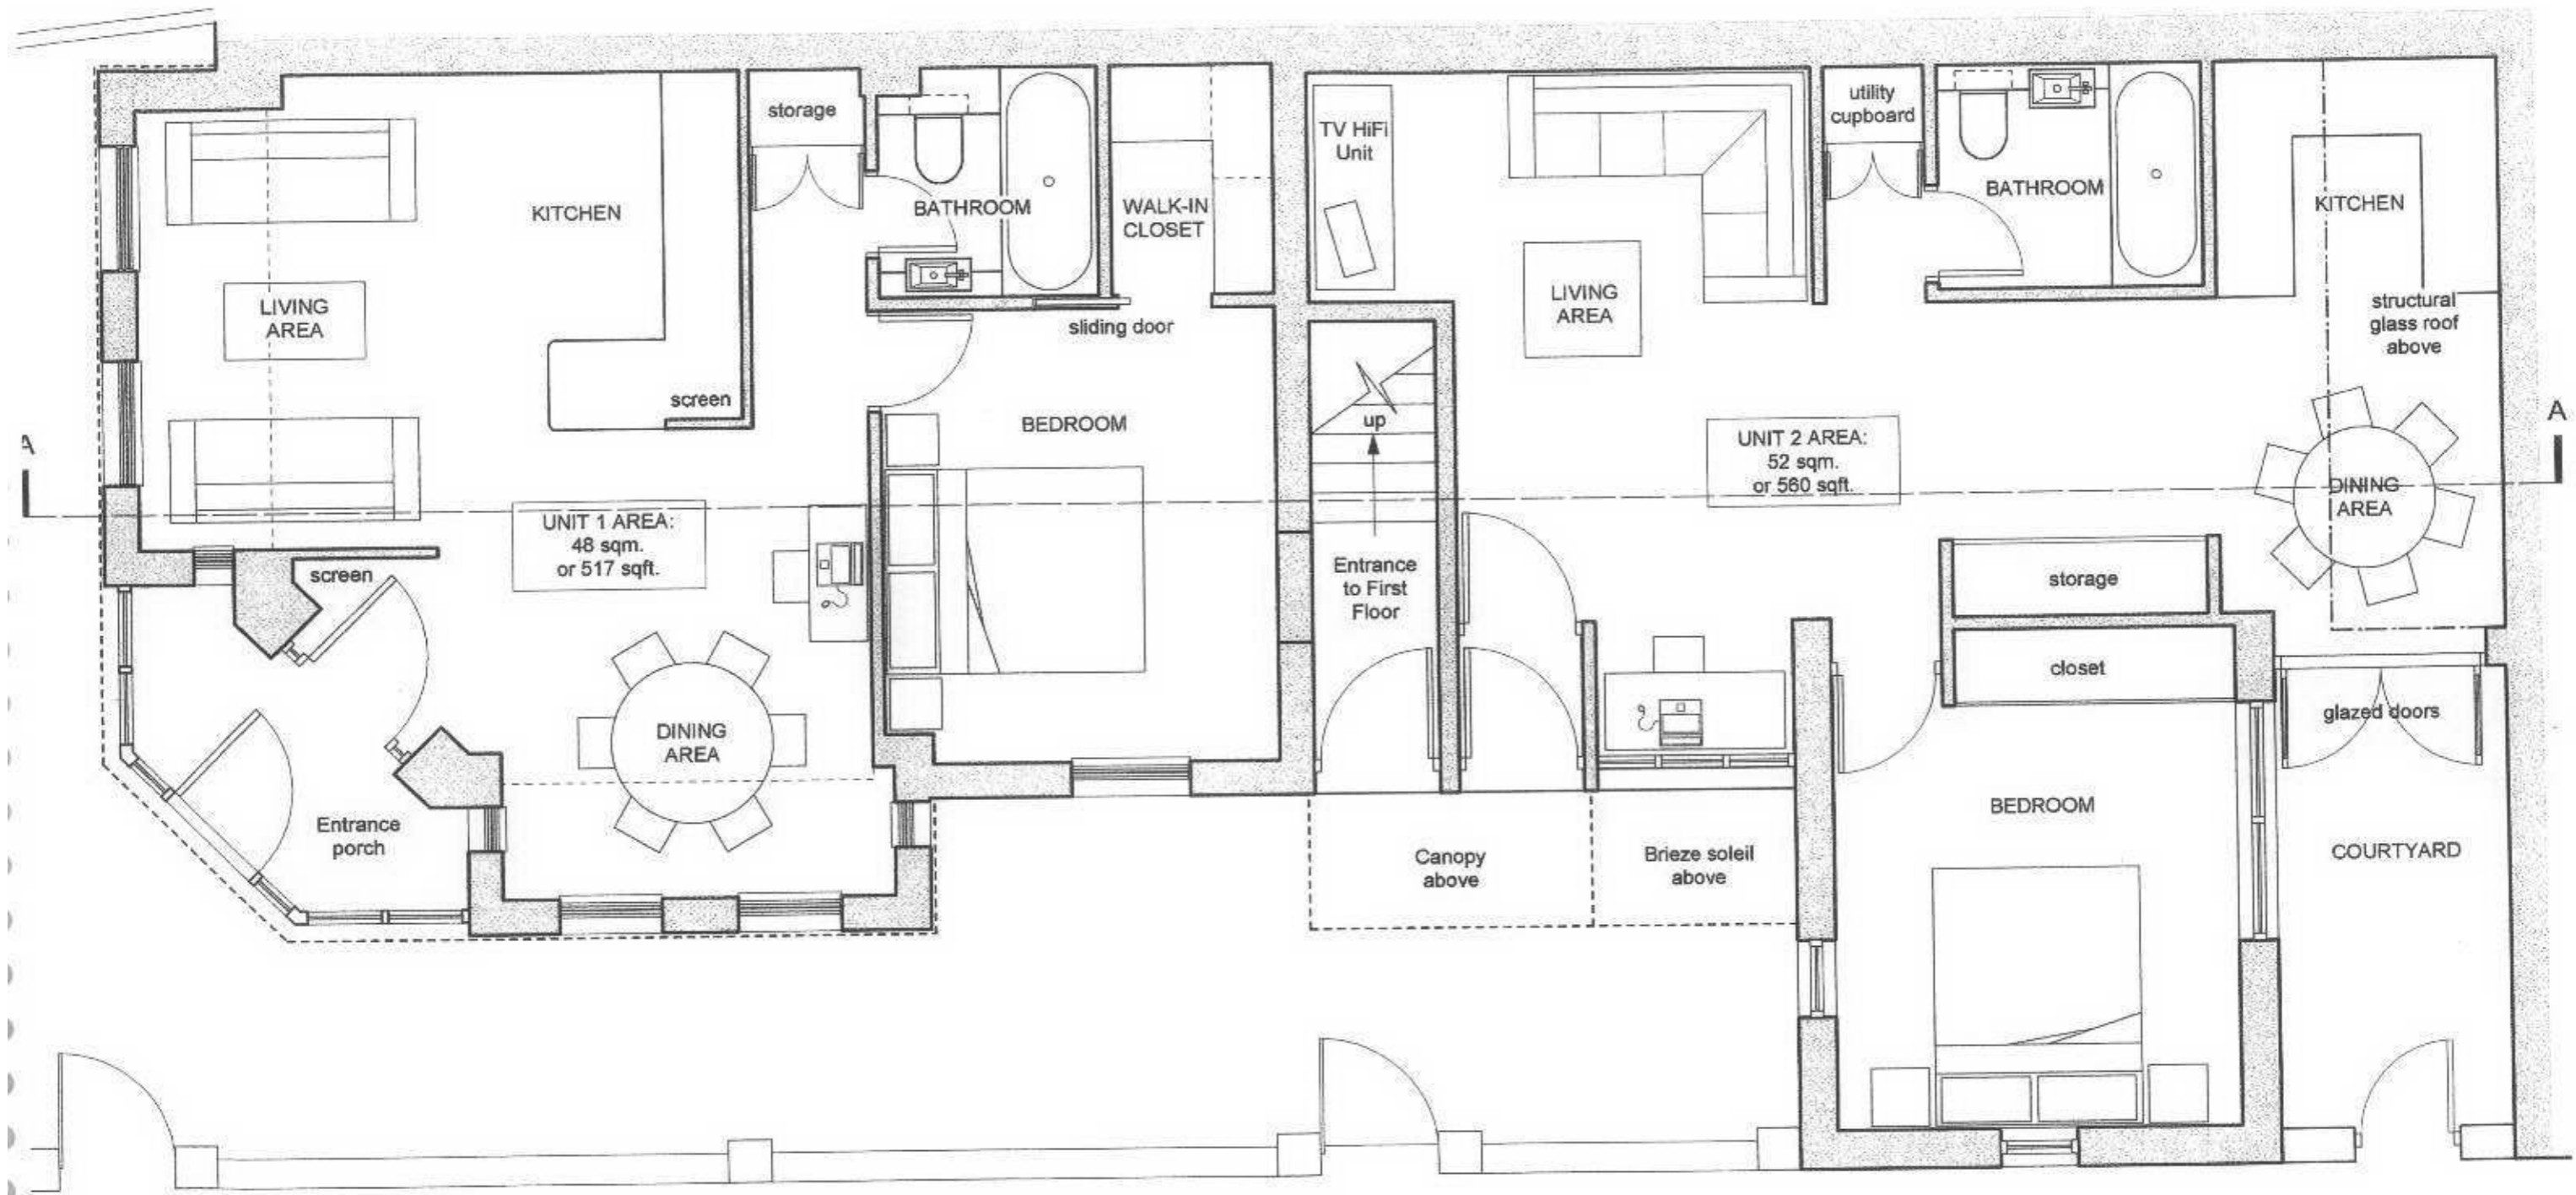 storage
BATHROOM
WALK-IN
CLOSET
KITCHEN
LIVING
AREA
sliding door
screen
BEDROOM
A
UNIT 1 AREA:
48 sqm.
or 517 sqft.
screen
DINING
AREA
Entrance
porch
TV HiFi
Unit
LIVING
AREA
utility
cupboard
BATHROOM
KITCHEN
structural
glass roof
above
up
Entrance
to First
Floor
UNIT 2 AREA:
52 sqm.
or 560 sqft.
A
DINING
AREA
storage
closet
glazed doors
BEDROOM
COURTYARD
Canopy
above
Brieze soleil
above